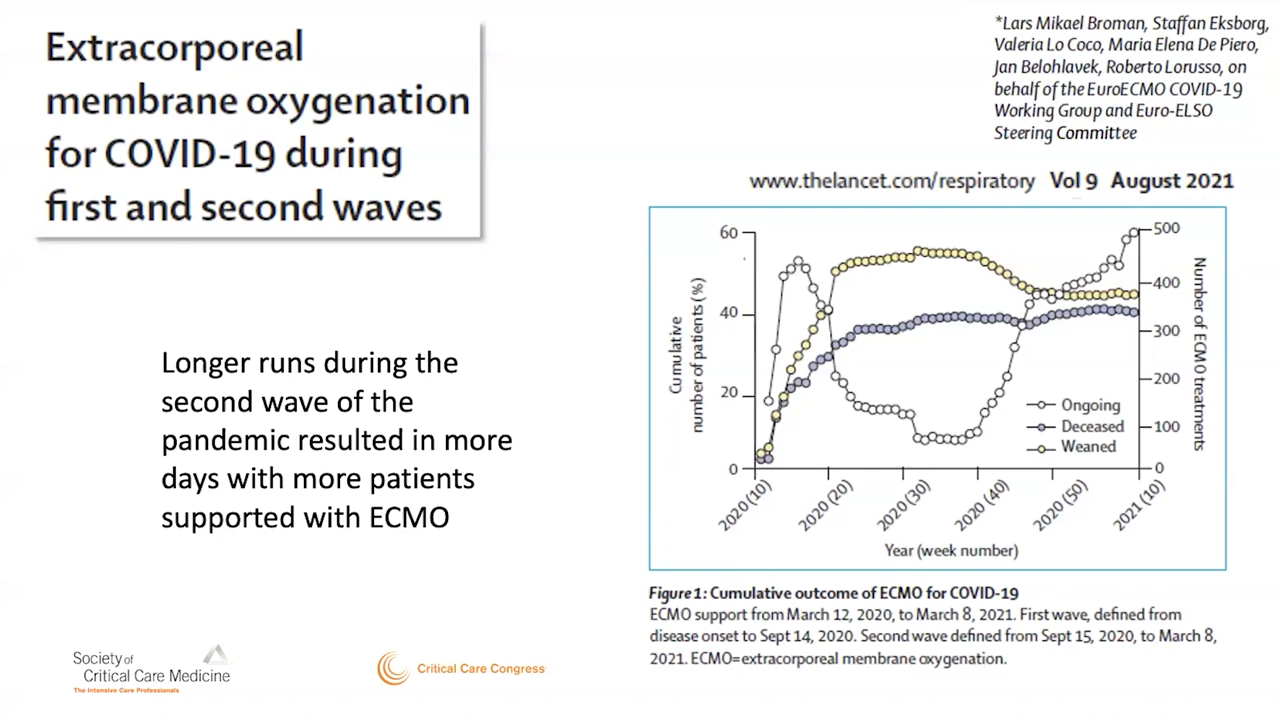 Extracorporeal
membrane oxygenation
for COVID-19 during
first and second waves
*Lars Mikael Broman, Staffan Eksborg,
Valeria Lo Coco, Maria Elena De Piero,
Jan Belohlavek, Roberto Lorusso, on
behalf of the EuroECMO COVID-19
Working Group and Euro-ELSO
Steering Committee
www.thelancet.com/respiratory Vol 9 August 2021
Longer runs during the
second wave of the
pandemic resulted in more
days with more patients
supported with ECMO
60
40
20
0
Cumulative
number of patients (%)
500
400
300
200
100
0
Number of ECMO treatments
Ongoing
Deceased
Weaned
2020 (10)
2020 (20)
2020 (30)
2020 (40)
2020 (50)
2021 (10)
Year (week number)
Figure 1: Cumulative outcome of ECMO for COVID-19
ECMO support from March 12, 2020, to March 8, 2021. First wave, defined from
disease onset to Sept 14, 2020. Second wave defined from Sept 15, 2020, to March 8,
2021. ECMO=extracorporeal membrane oxygenation.
Society of
Critical Care Medicine
The Intensive Care Professionals
Critical Care Congress